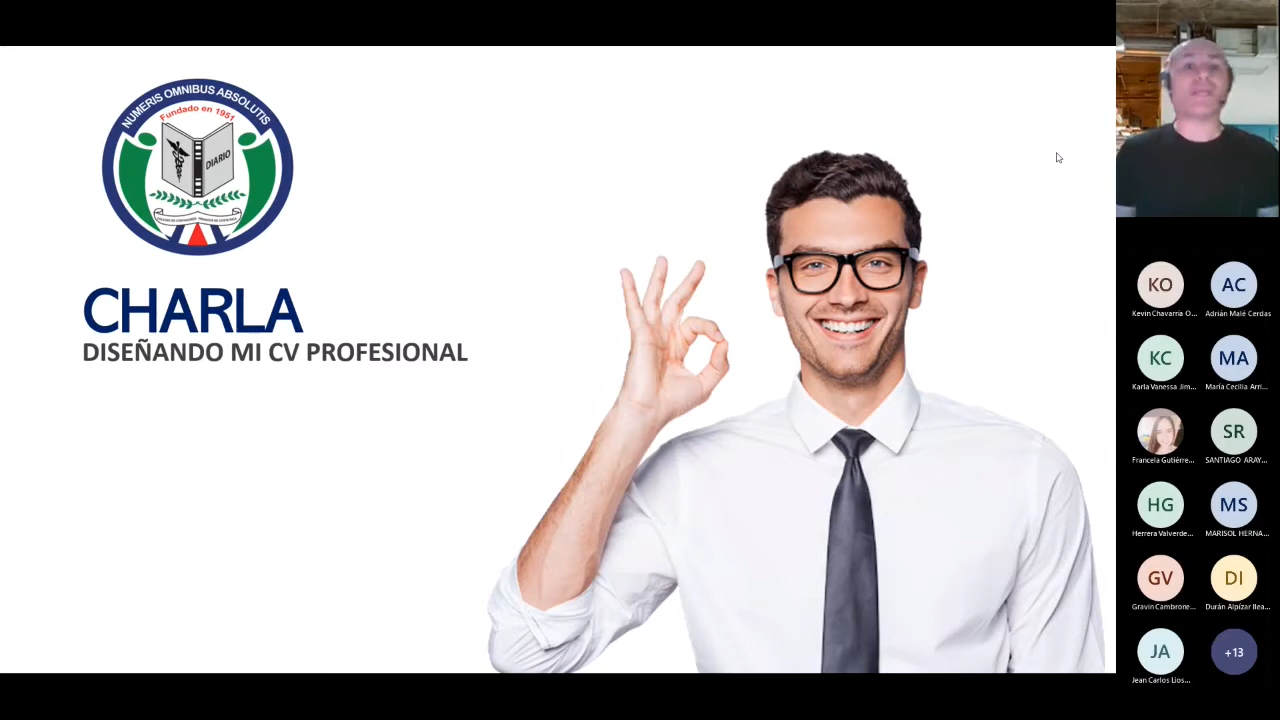 NUMERIS OMNIBUS ABSOLUTIS
Fundado en 1951
DIARIO
CHARLA
DISEÑANDO MI CV PROFESIONAL
KO
AC
Kevin Chavarría O...
Adrián Malé Cerdas
KC
MA
Karla Vanessa Jim...
María Cecilia Arri...
SR
Francela Gutiérre...
SANTIAGO ARAY...
HG
MS
Herrera Valverde...
MARISOL HERNA...
GV
DI
Gravin Cambrone...
Durán Alpízar Ilea...
JA
+13
Jean Carlos Lios...